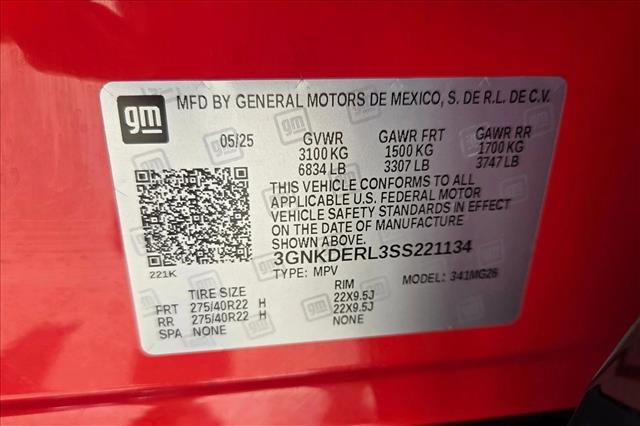 gm MFD BY GENERAL MOTORS DE MEXICO, S. DE R.L. DE C.V.
05/25 GVWR GAWR FRT GAWR RR
3100 KG 1500 KG 1700 KG
6834 LB 3307 LB 3747 LB
THIS VEHICLE CONFORMS TO ALL
APPLICABLE U.S. FEDERAL MOTOR
VEHICLE SAFETY STANDARDS IN EFFECT
ON THE DATE OF MANUFACTURE
SHOWN ABOVE.
3GNKDERL3SS221134
221K TYPE: MPV MODEL: 341MG26
TIRE SIZE RIM
FRT 275/40R22 H 22X9.5J
RR 275/40R22 H 22X9.5J
SPA NONE NONE